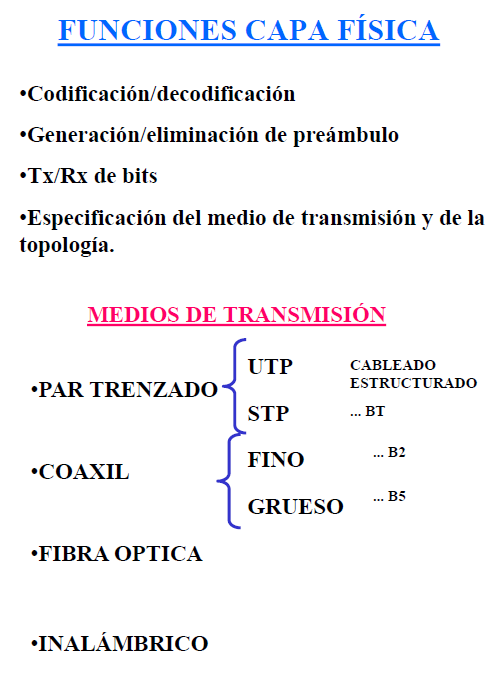 FUNCIONES CAPA FÍSICA
•Codificación/decodificación
•Generación/eliminación de preámbulo
•Tx/Rx de bits
•Especificación del medio de transmisión y de la
topología.
MEDIOS DE TRANSMISIÓN
•PAR TRENZADO
UTP
CABLEADO
ESTRUCTURADO
STP
... BT
•COAXIL
FINO
... B2
GRUESO
... B5
•FIBRA OPTICA
•INALÁMBRICO